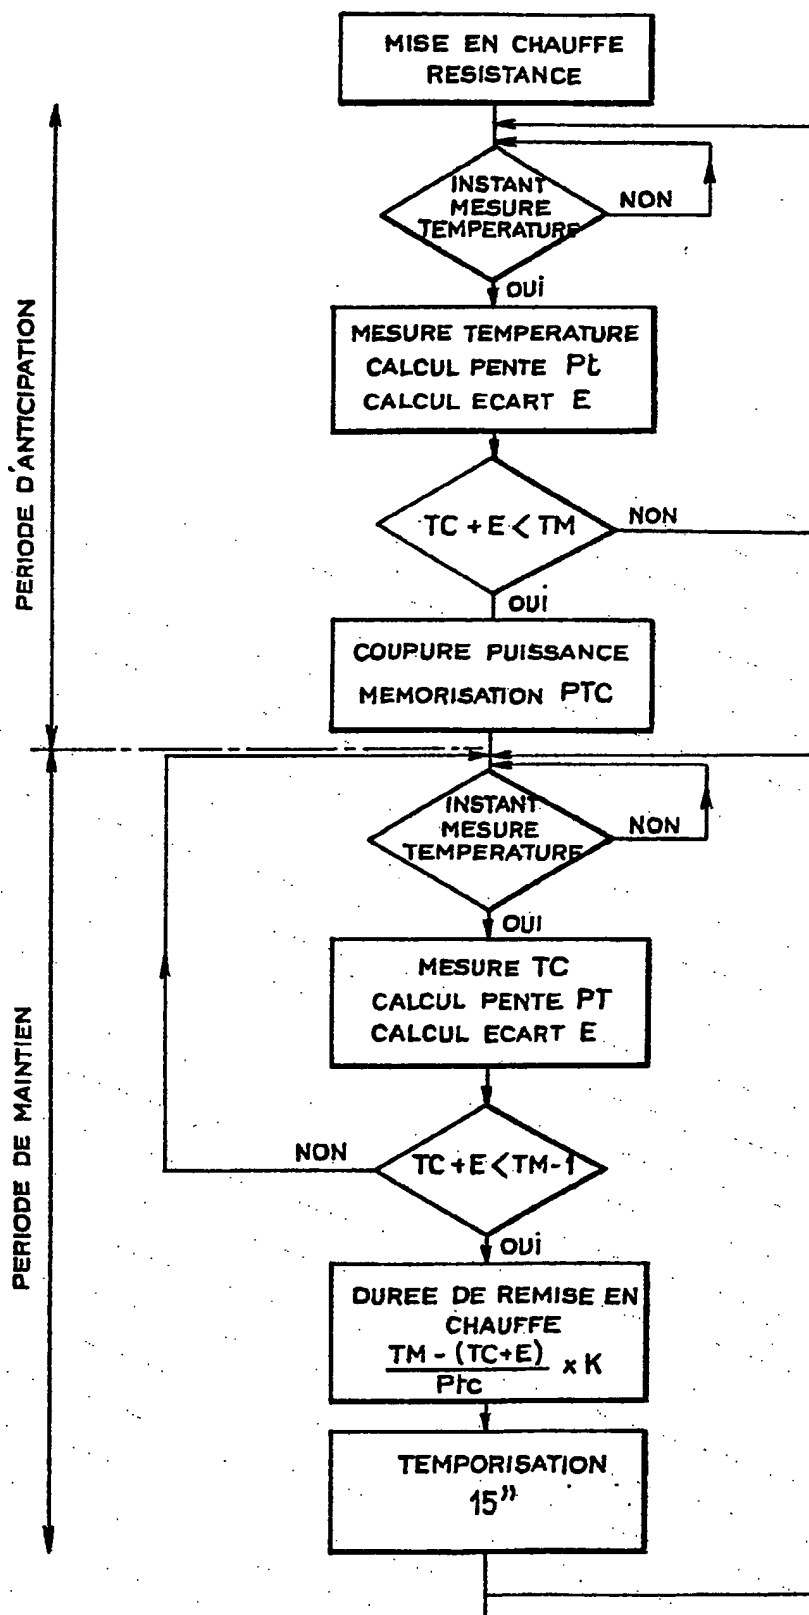 MISE EN CHAUFFE
RESISTANCE
INSTANT
MESURE
TEMPERATURE
NON
OUi
MESURE TEMPERATURE
CALCUL PENTE Pt
CALCUL ECART E
TC + E < TM
NON
OUi
COUPURE PUISSANCE
MEMORISATION PTC
PERIODE D'ANTICIPATION
INSTANT
MESURE
TEMPERATURE
NON
OUI
MESURE TC
CALCUL PENTE PT
CALCUL ECART E
TC + E < TM-1
NON
OUi
DUREE DE REMISE EN
CHAUFFE
TM - (TC+E)
Ptc
x K
TEMPORISATION
15"
PERIODE DE MAINTIEN